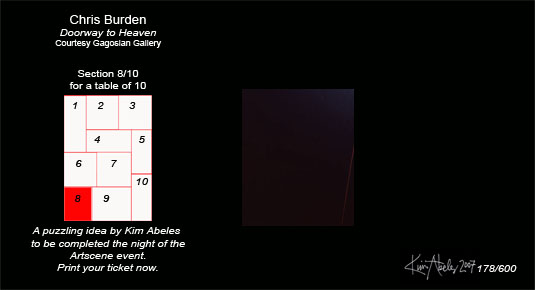 Chris Burden
Doorway to Heaven
Courtesy Gagosian Gallery
Section 8/10
for a table of 10
1 2 3
4 5
6 7
10
8 9
A puzzling idea by Kim Abeles
to be completed the night of the
Artscene event.
Print your ticket now.
Kim Abeles 2007 178/600